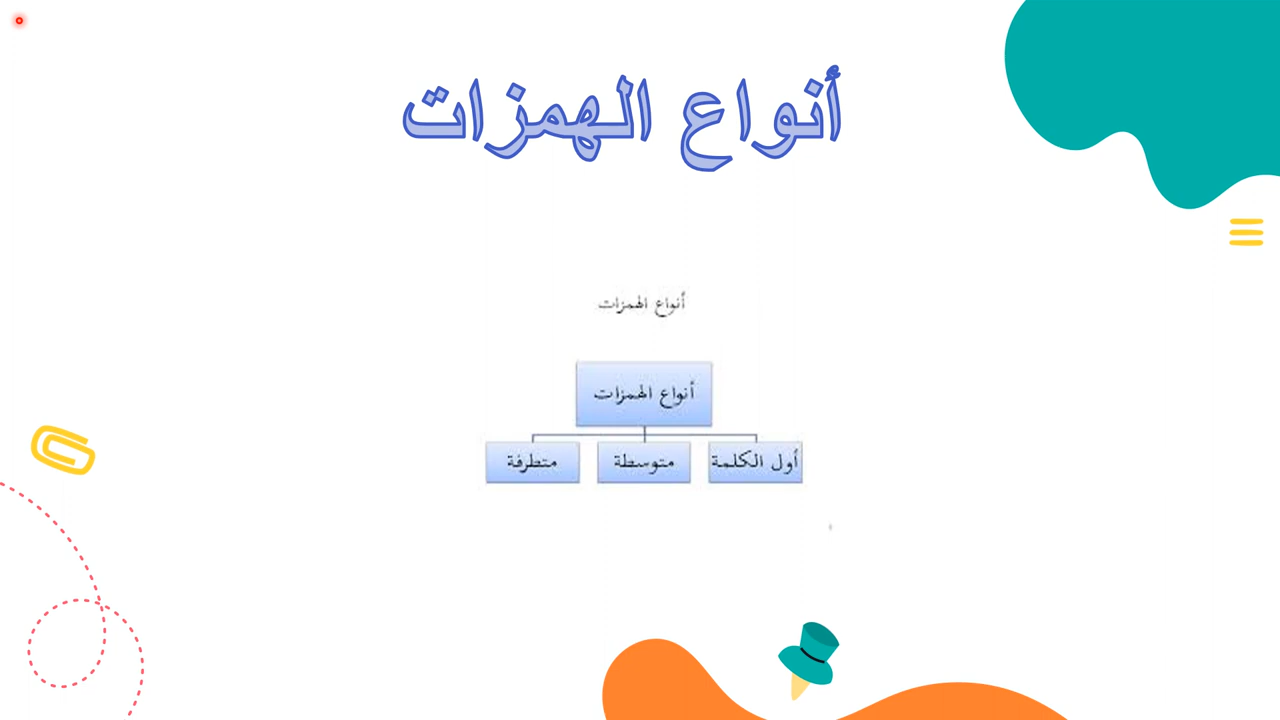 أنواع الهمزات
أنواع الهمزات
أنواع الهمزات
أول الكلمة
متوسطة
متطرفة